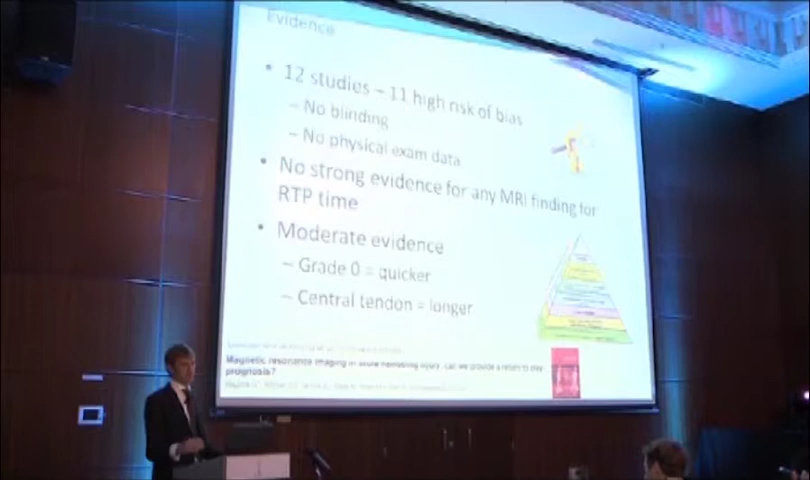 Evidence
• 12 studies – 11 high risk of bias
– No blinding
– No physical exam data
• No strong evidence for any MRI finding for
RTP time
• Moderate evidence
– Grade 0 = quicker
– Central tendon = longer
Magnetic resonance imaging in acute hamstring injury: can we provide a return to play
prognosis?